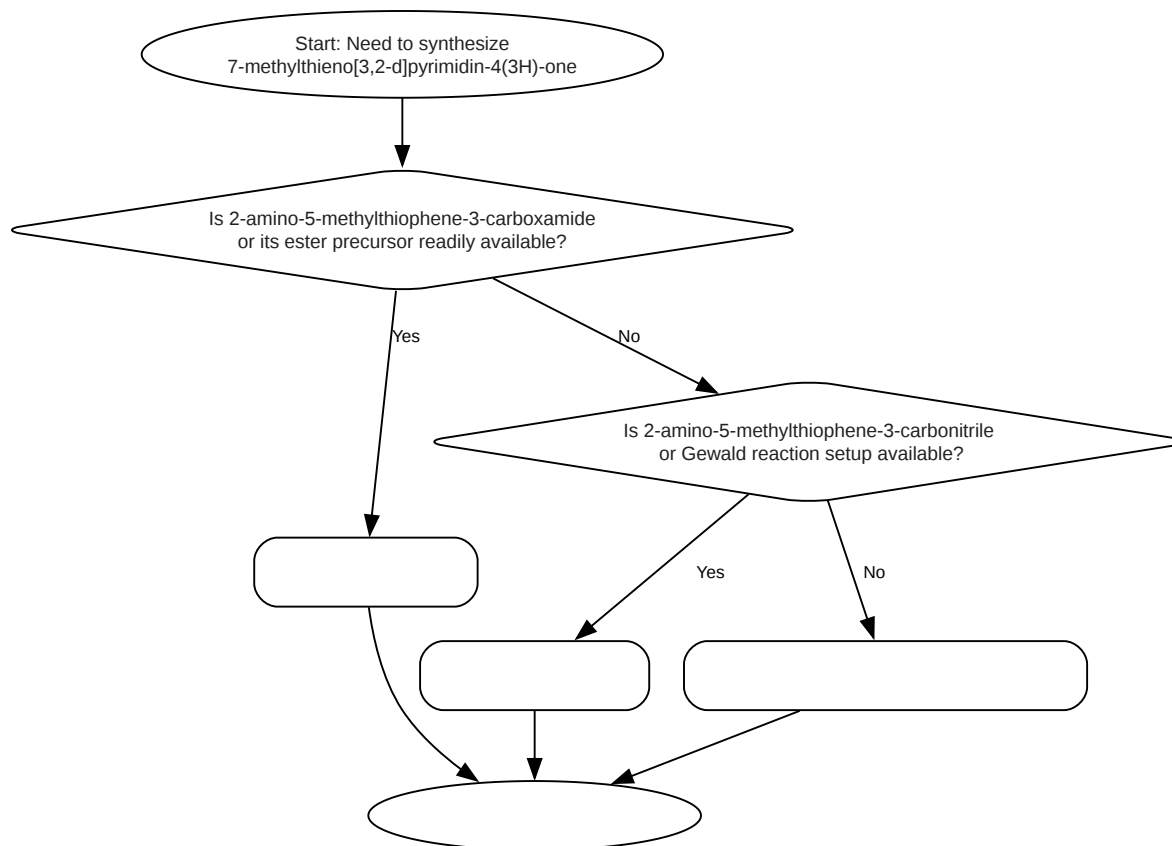 Start: Need to synthesize
7-methylthieno[3,2-d]pyrimidin-4(3H)-one
Is 2-amino-5-methylthiophene-3-carboxamide
or its ester precursor readily available?
Yes
No
Is 2-amino-5-methylthiophene-3-carbonitrile
or Gewald reaction setup available?
Yes
No